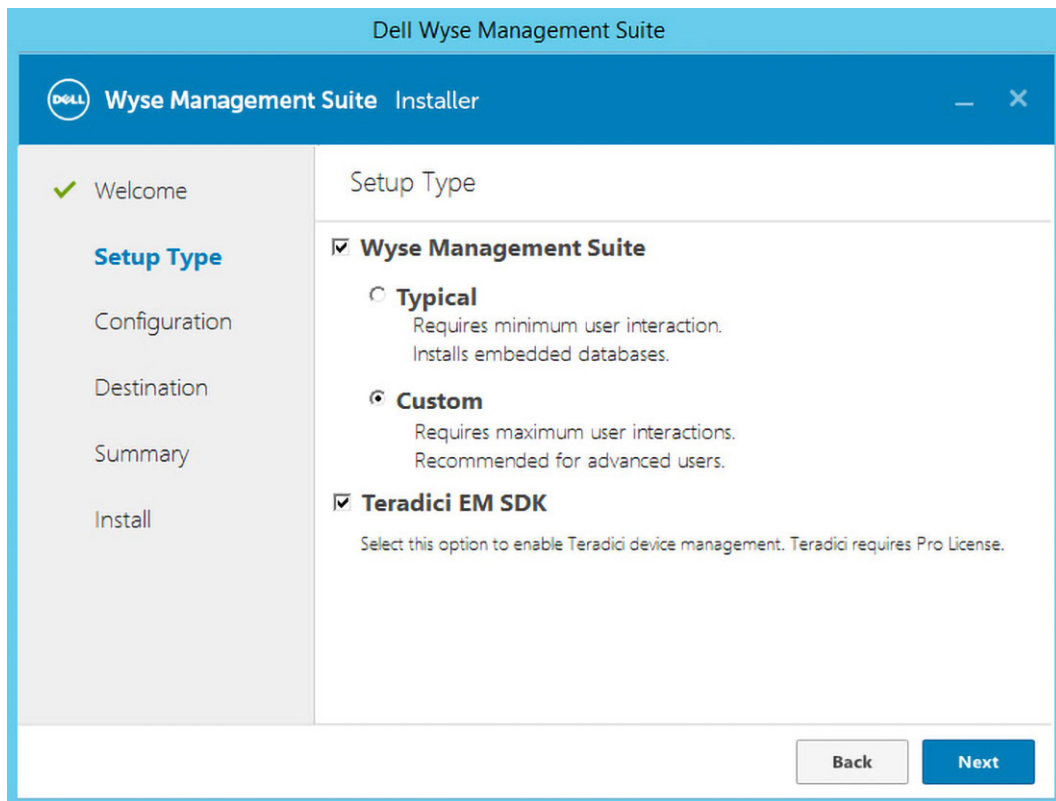 Dell Wyse Management Suite
DELL Wyse Management Suite Installer
Welcome
Setup Type
Configuration
Destination
Summary
Install
Setup Type
Wyse Management Suite
Typical
Requires minimum user interaction.
Installs embedded databases.
Custom
Requires maximum user interactions.
Recommended for advanced users.
Teradici EM SDK
Select this option to enable Teradici device management. Teradici requires Pro License.
Back
Next